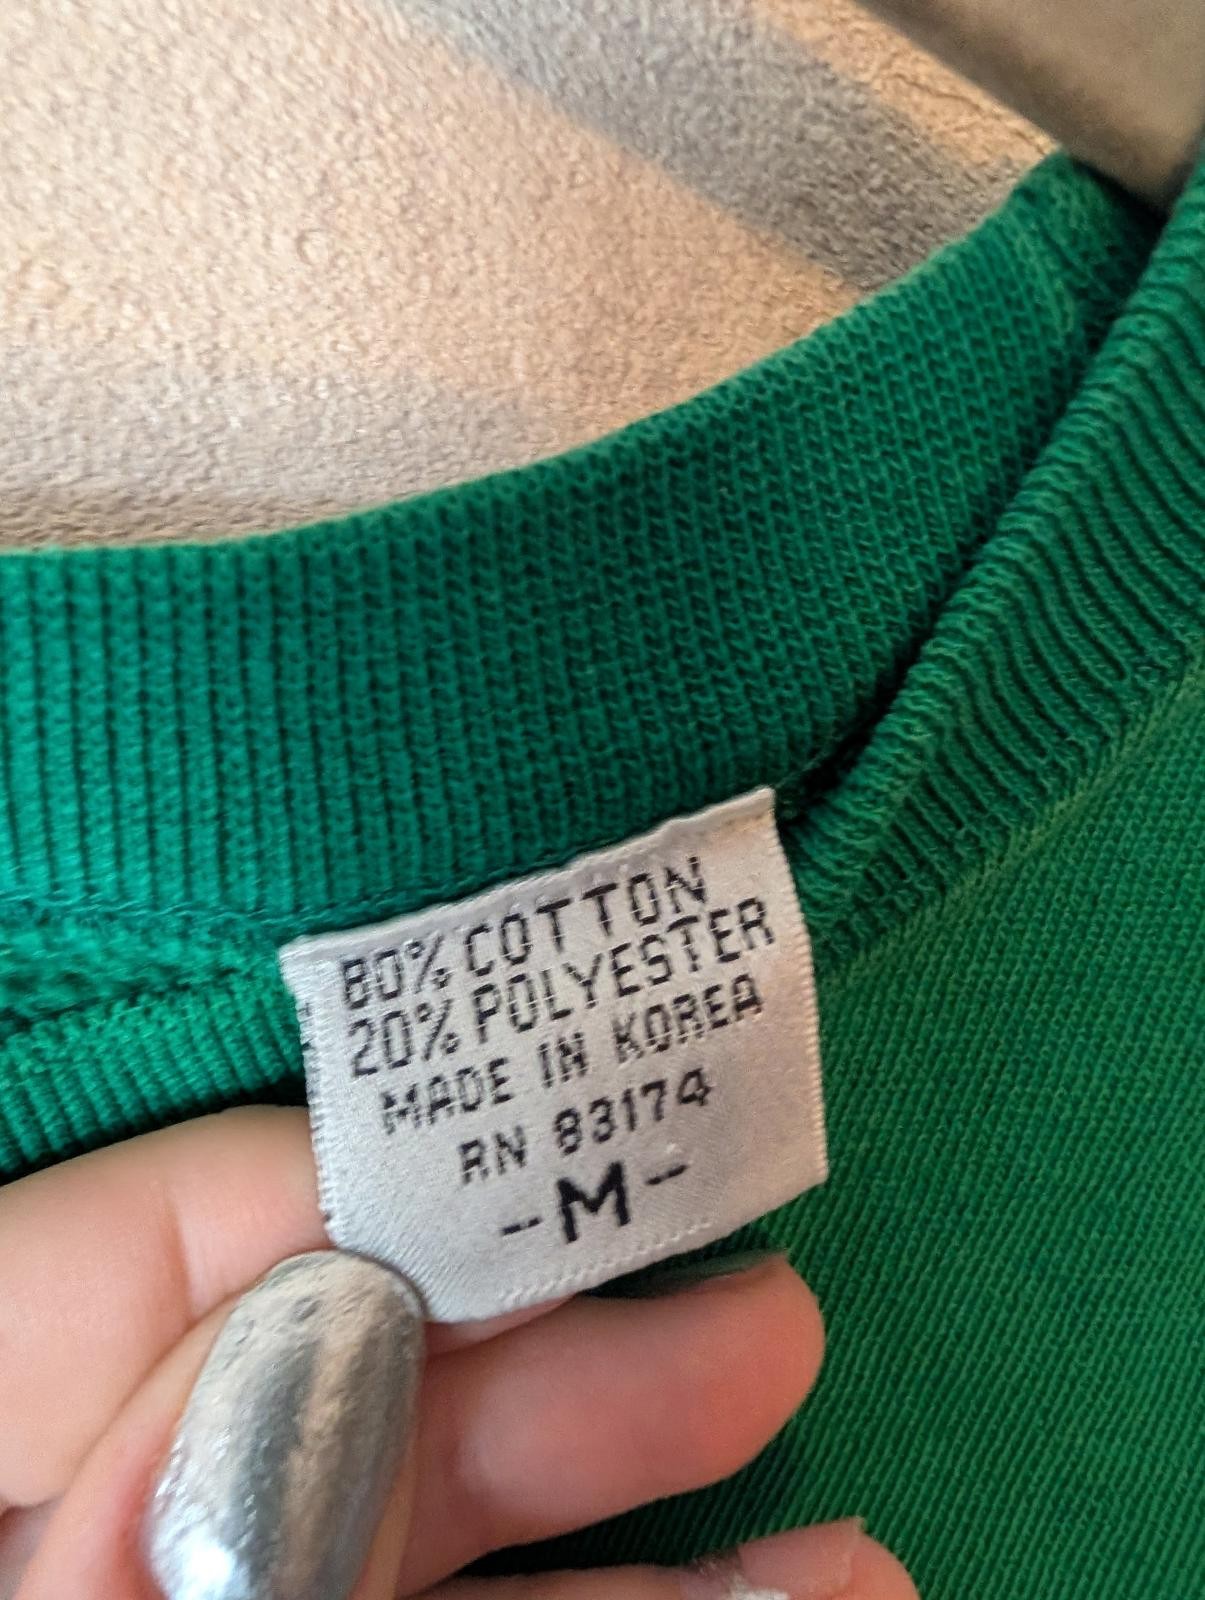 80% COTTON
20% POLYESTER
MADE IN KOREA
RN 83174
-M-